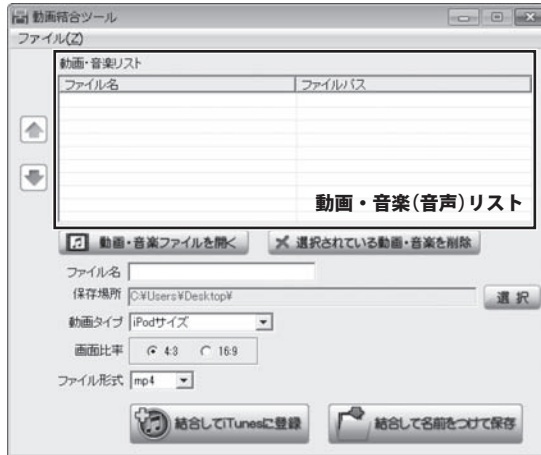 動画結合ツール
ファイル(Z)
動画・音楽リスト
ファイル名 ファイルパス
動画・音楽(音声)リスト
動画・音楽ファイルを開く 選択されている動画・音楽を削除
ファイル名
保存場所 C:¥Users¥Desktop¥ 選択
動画タイプ iPodサイズ
画面比率 4:3 16:9
ファイル形式 mp4
結合してiTunesに登録 結合して名前をつけて保存